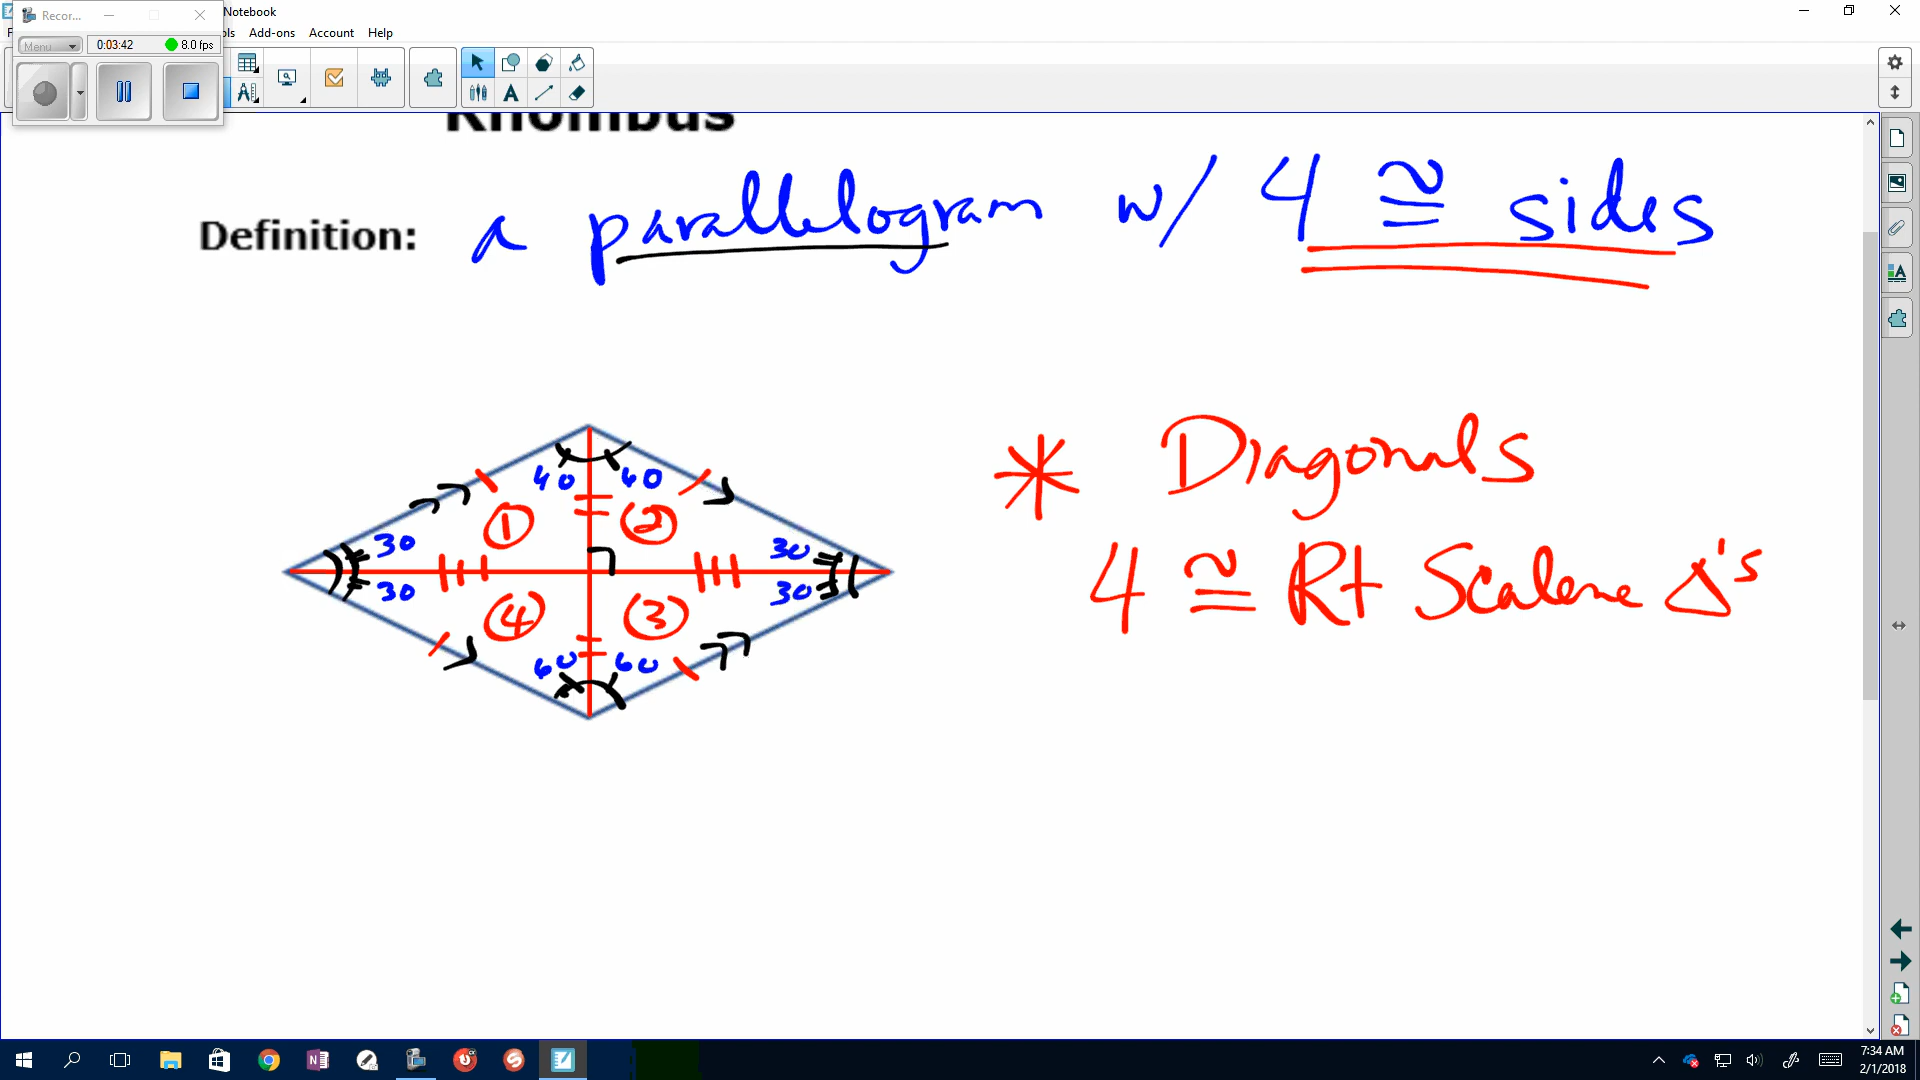 Recor...
Notebook
Add-ons Account Help
Menu 0:03:42 8.0 fps
Rhombus
Definition: a parallelogram w/ 4 ≅ sides
40 40
① ②
30 30
30 30
④ ③
60 60
* Diagonals
4 ≅ Rt Scalene Δ's
7:34 AM
2/1/2018